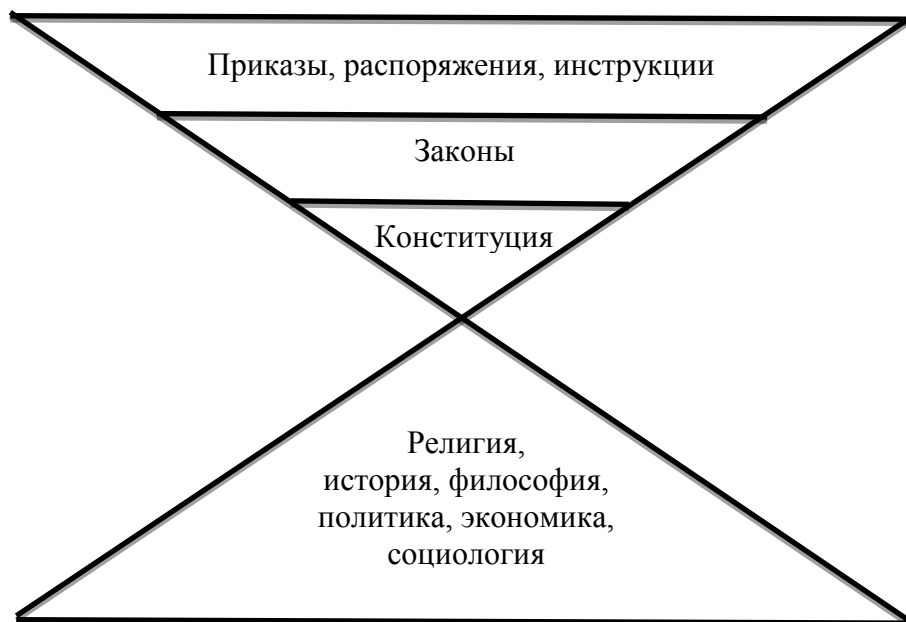 Приказы, распоряжения, инструкции
Законы
Конституция
Религия,
история, философия,
политика, экономика,
социология